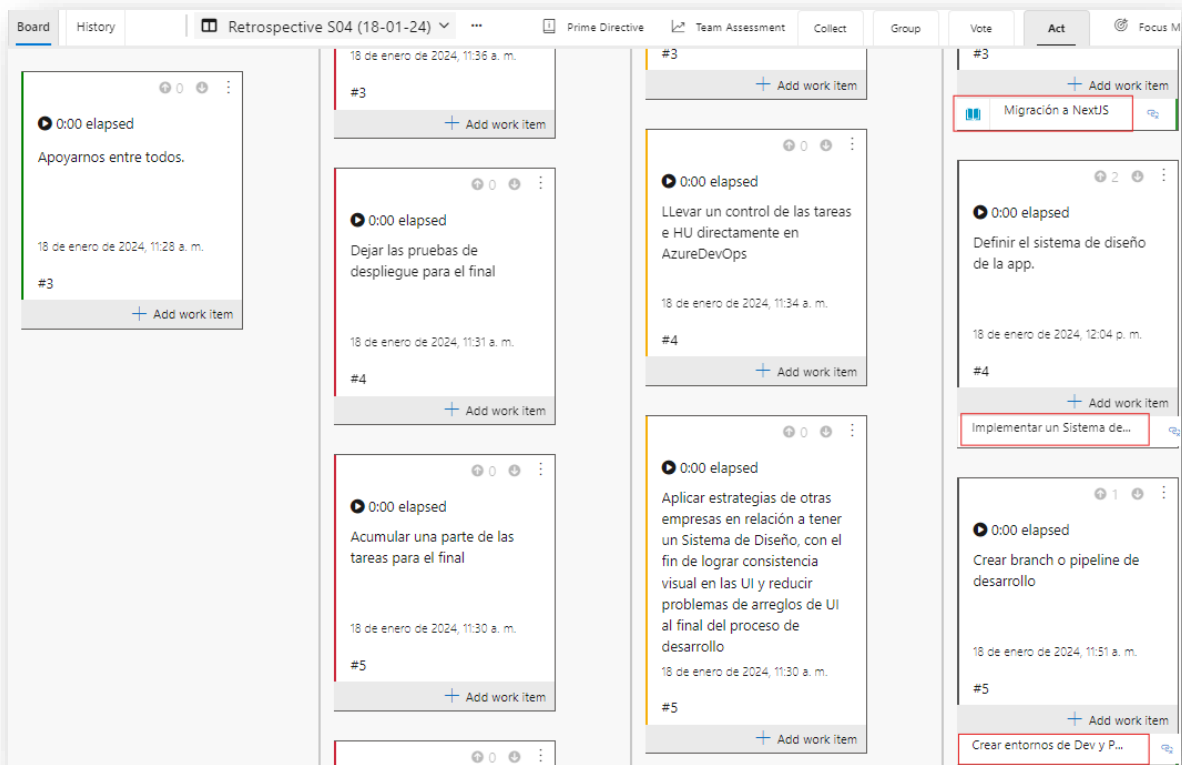 Board
History
Retrospective S04 (18-01-24)
Prime Directive
Team Assessment
Collect
Group
Vote
Act
Focus M
0
0:00 elapsed
Apoyarnos entre todos.
18 de enero de 2024, 11:28 a. m.
#3
Add work item
18 de enero de 2024, 11:36 a. m.
#3
Add work item
0
0:00 elapsed
Dejar las pruebas de
despliegue para el final
18 de enero de 2024, 11:31 a. m.
#4
Add work item
0
0:00 elapsed
Acumular una parte de las
tareas para el final
18 de enero de 2024, 11:30 a. m.
#5
Add work item
0
#3
Add work item
0
0:00 elapsed
LLevar un control de las tareas
e HU directamente en
AzureDevOps
18 de enero de 2024, 11:34 a. m.
#4
Add work item
0
0:00 elapsed
Aplicar estrategias de otras
empresas en relación a tener
un Sistema de Diseño, con el
fin de lograr consistencia
visual en las UI y reducir
problemas de arreglos de UI
al final del proceso de
desarrollo
18 de enero de 2024, 11:30 a. m.
#5
Add work item
#3
Add work item
Migración a NextJS
2
0:00 elapsed
Definir el sistema de diseño
de la app.
18 de enero de 2024, 12:04 p. m.
#4
Add work item
Implementar un Sistema de...
1
0:00 elapsed
Crear branch o pipeline de
desarrollo
18 de enero de 2024, 11:51 a. m.
#5
Add work item
Crear entornos de Dev y P...